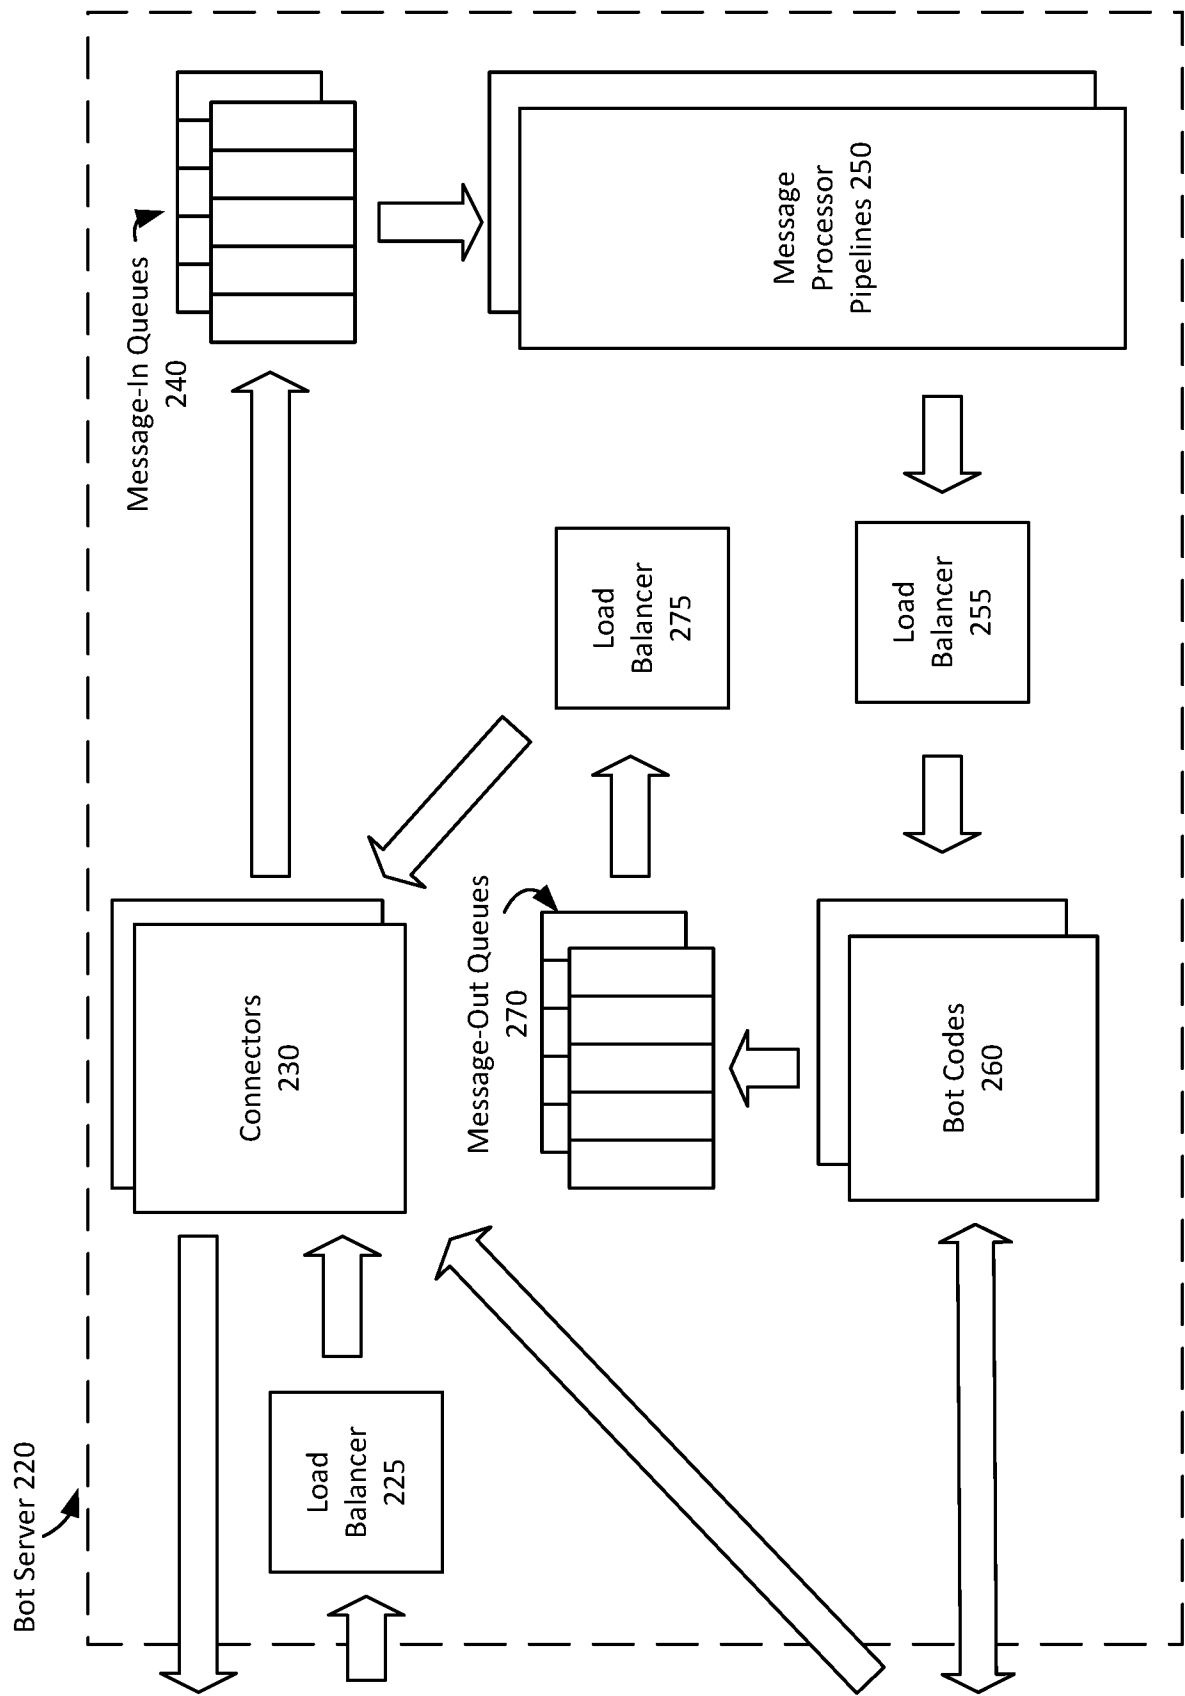 Bot Server 220
Load
Balancer
225
Connectors
230
Message-In Queues
240
Message
Processor
Pipelines 250
Load
Balancer
255
Bot Codes
260
Message-Out Queues
270
Load
Balancer
275